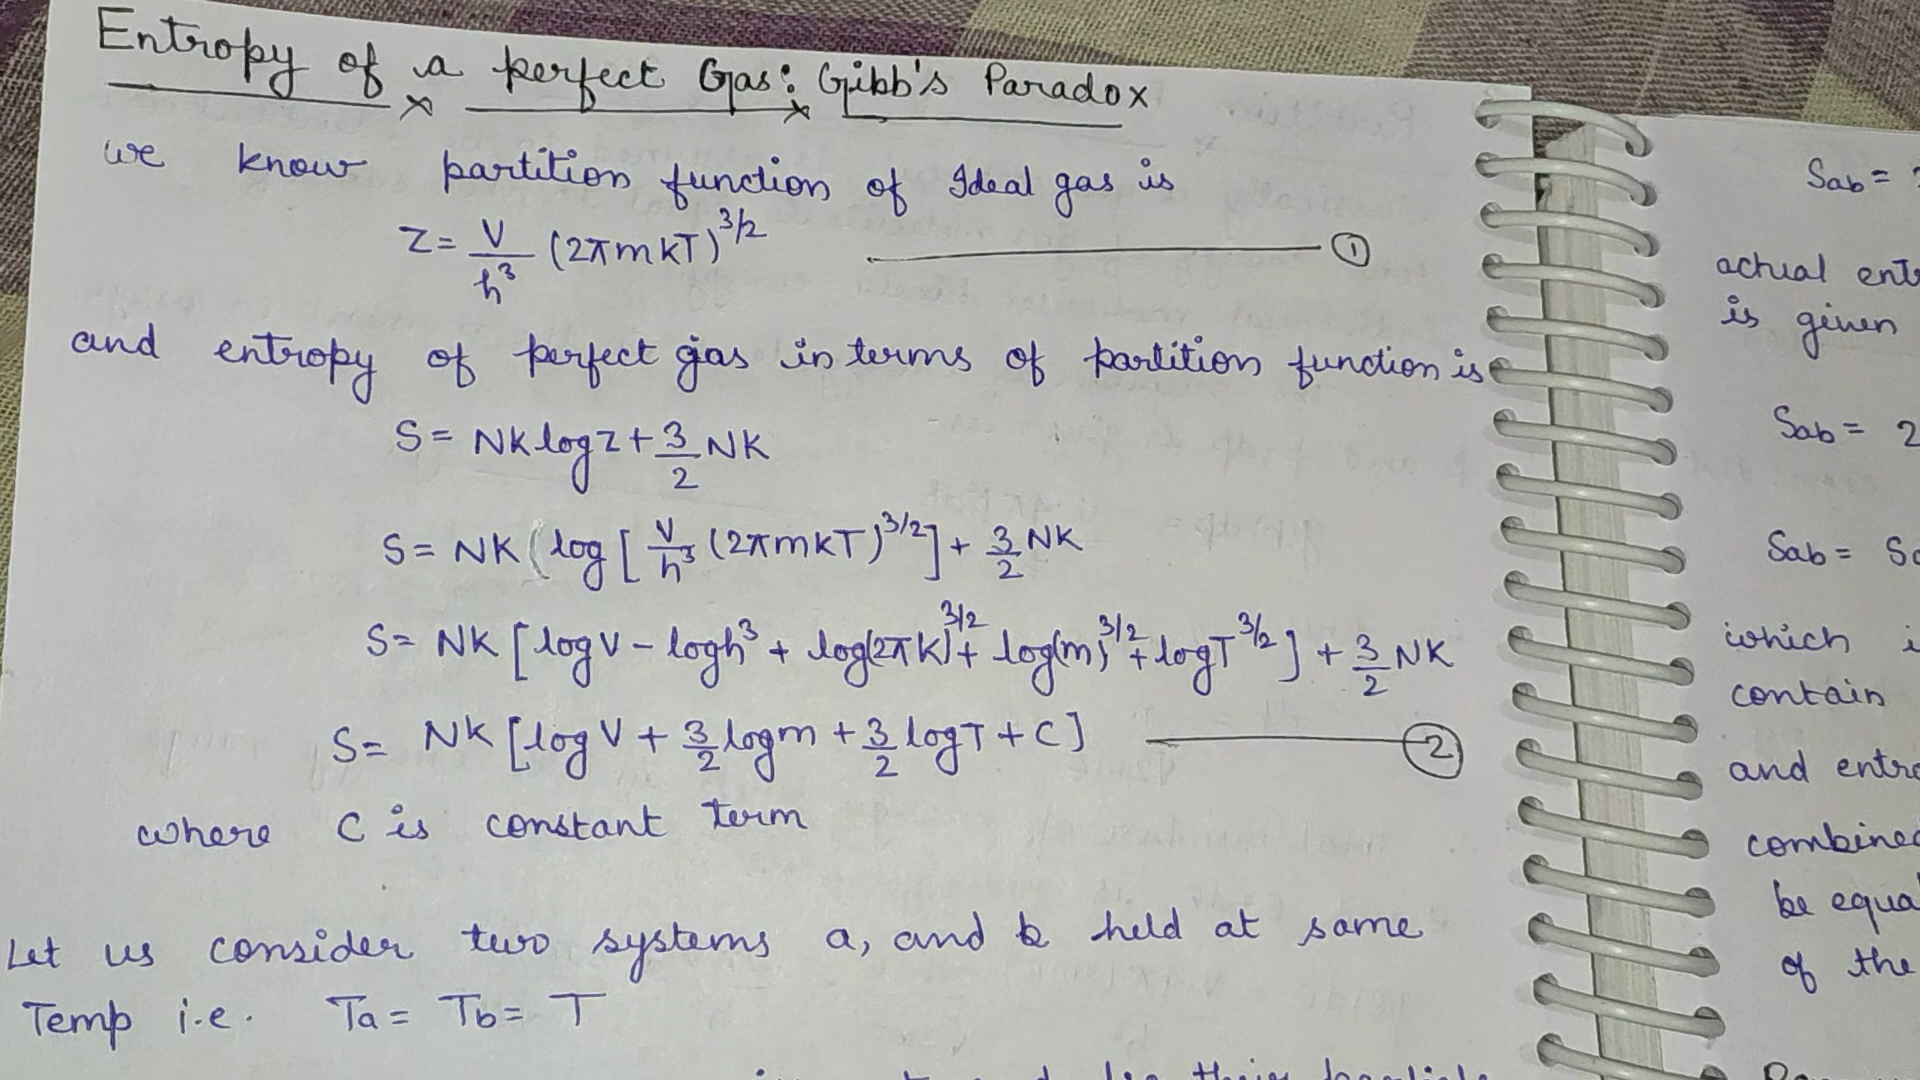 Entropy of a perfect Gas: Gibb's Paradox
we know partition function of Ideal gas is
Z = V/h³ (2πmkT)^3/2 ——— ①
and entropy of perfect gas in terms of partition function is
S = NK log Z + 3/2 NK
S = NK (log [ V/h³ (2πmkT)^3/2 ] + 3/2 NK
S = NK [ log V - log h³ + log(2πK)^3/2 + log(m)^3/2 + log T^3/2 ] + 3/2 NK
S = NK [log V + 3/2 log m + 3/2 log T + C ] ——— ②
where C is constant term
Let us consider two systems a, and b held at same
Temp i.e. Ta = Tb = T
Sab =
actual
is given
Sab = 2
Sab =
which
contain
and
combined
be
of the